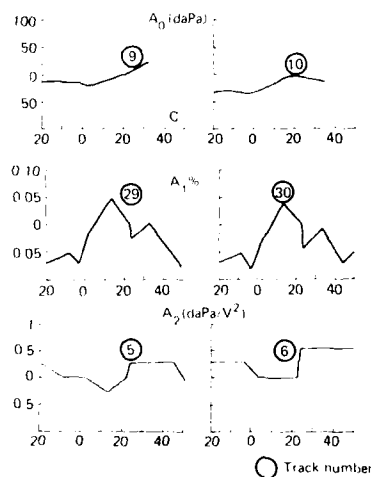 A₀ (daPa)
100
50
0
50
9
10
C
20 0 20 40
20 0 20 40
A₁%
0 10
0 05
0
0 05
29
30
20 0 20 40
20 0 20 40
A₂ (daPa/V²)
1
0 5
0
0 5
5
6
20 0 20 40
20 0 20 40
Track number